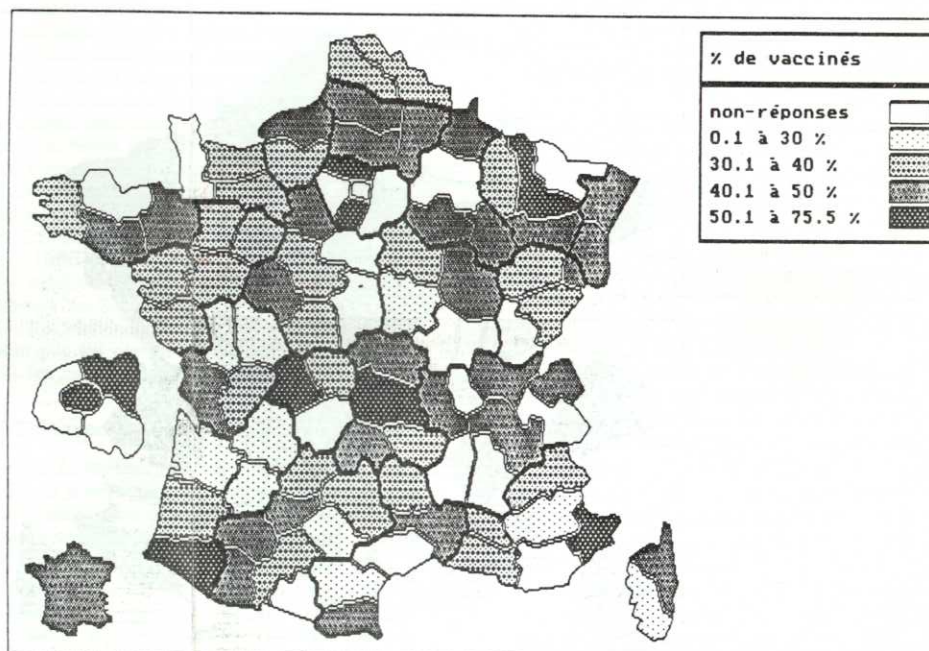 % de vaccinés
non-réponses
0.1 à 30 %
30.1 à 40 %
40.1 à 50 %
50.1 à 75.5 %